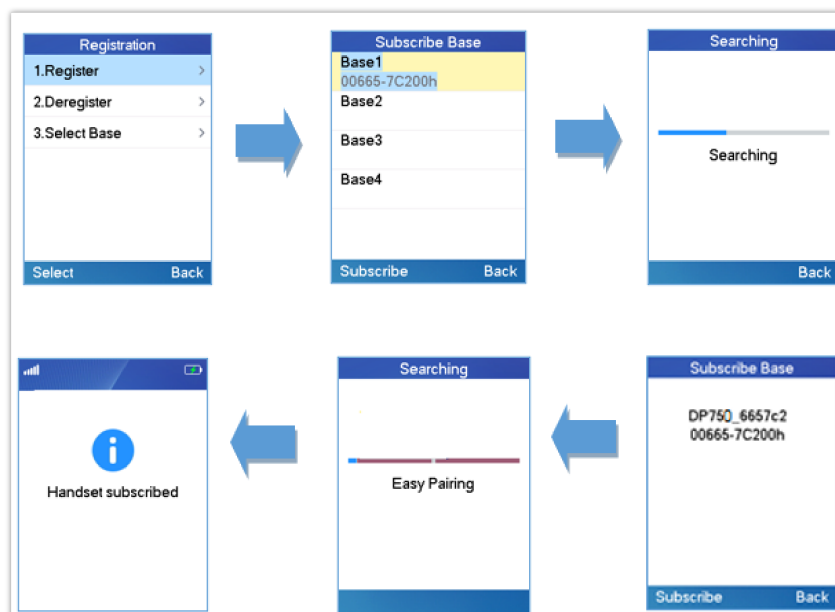 Registration
1.Register
2.Deregister
3.Select Base
Select Back
Subscribe Base
Base1
00665-7C200h
Base2
Base3
Base4
Subscribe Back
Searching
Searching
Back
Subscribe Base
DP750_6657c2
00665-7C200h
Subscribe Back
Searching
Easy Pairing
Handset subscribed